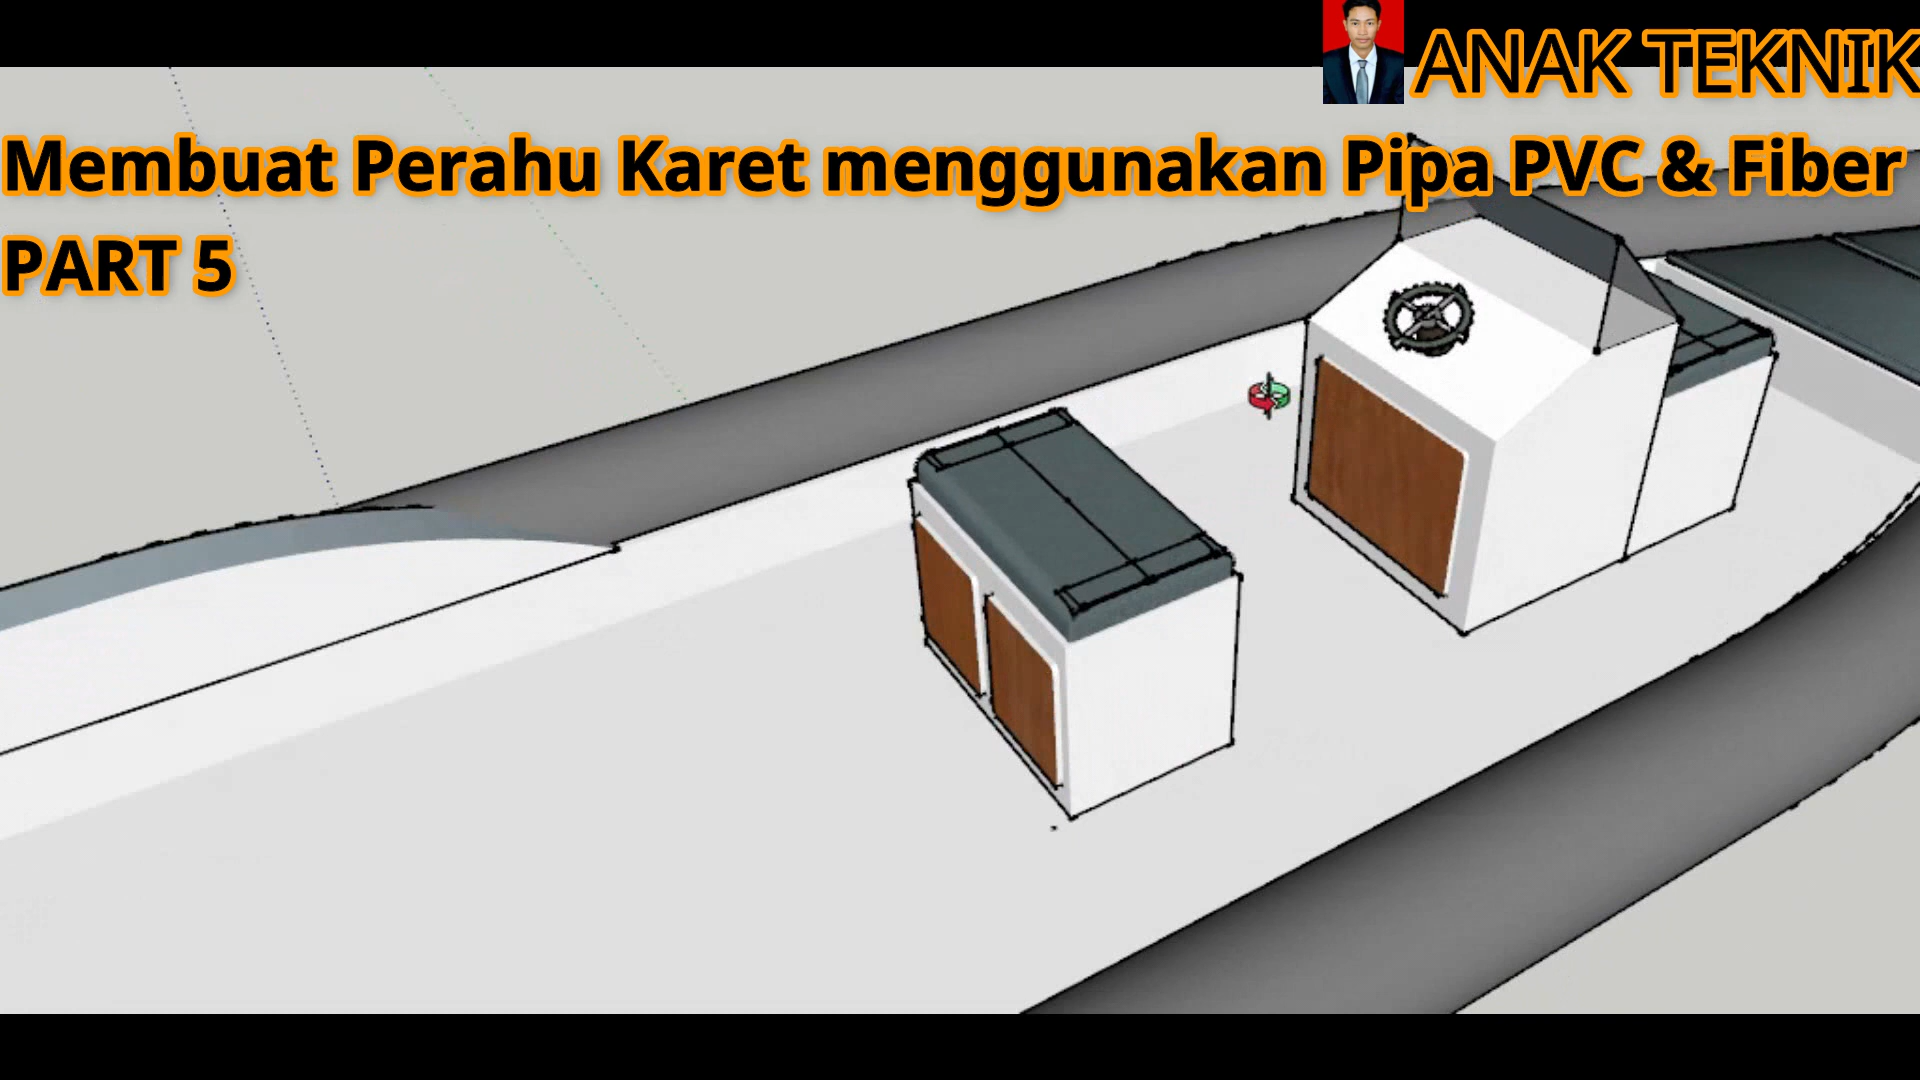 ANAK TEKNIK
Membuat Perahu Karet menggunakan Pipa PVC & Fiber
PART 5